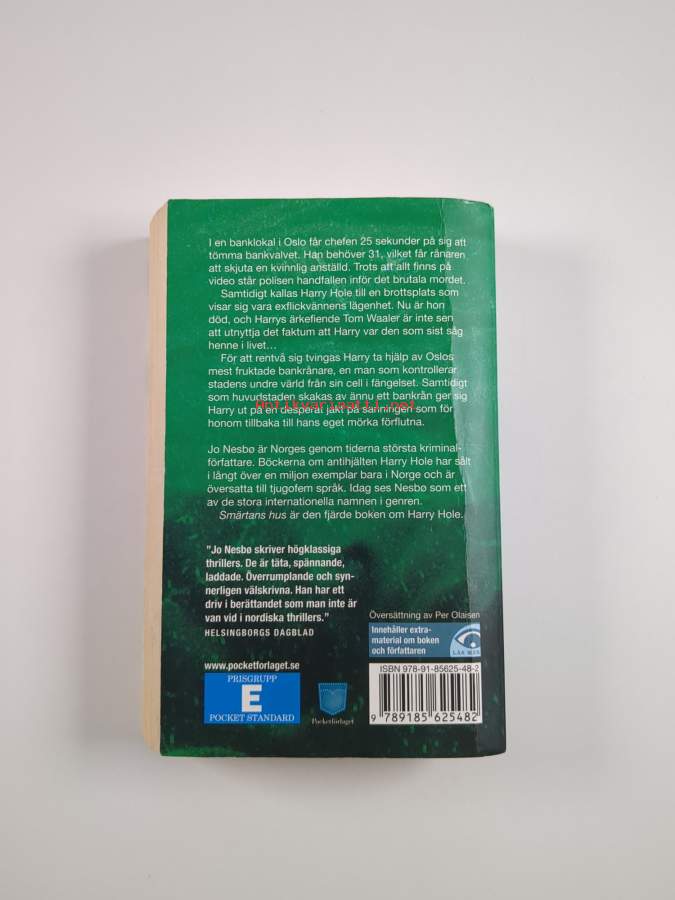 I en banklokal i Oslo får chefen 25 sekunder på sig att
tömma bankvalvet. Han behöver 31, vilket får rånaren
att skjuta en kvinnlig anställd. Trots att allt finns på
video står polisen handfallen inför det brutala mordet.
Samtidigt kallas Harry Hole till en brottsplats som
visar sig vara exflickvännens lägenhet. Nu är hon
död, och Harrys ärkefiende Tom Waaler är inte sen
att utnyttja det faktum att Harry var den som sist såg
henne i livet…
För att rentvå sig tvingas Harry ta hjälp av Oslos
mest fruktade bankrånare, en man som kontrollerar
stadens undre värld från sin cell i fängelset. Samtidigt
som huvudstaden skakas av ännu ett bankrån ger sig
Antikvariaatti.net
Harry ut på en desperat jakt på sanningen som för
honom tillbaka till hans eget mörka förflutna.
Jo Nesbø är Norges genom tiderna största kriminal-
författare. Böckerna om antihjälten Harry Hole har sålt
i långt över en miljon exemplar bara i Norge och är
översatta till tjugofem språk. Idag ses Nesbø som ett
av de stora internationella namnen i genren.
Smärtans hus är den fjärde boken om Harry Hole.
"Jo Nesbø skriver högklassiga
thrillers. De är täta, spännande,
laddade. Överrumplande och syn-
nerligen välskrivna. Han har ett
driv i berättandet som man inte är
van vid i nordiska thrillers."
HELSINGBORGS DAGBLAD
Översättning av Per Olaisen
Innehåller extra-
material om boken
och författaren
LÄS MER
www.pocketforlaget.se
PRISGRUPP
E
POCKET STANDARD
Pocketförlaget
ISBN 978-91-85625-48-2
9 789185 625482